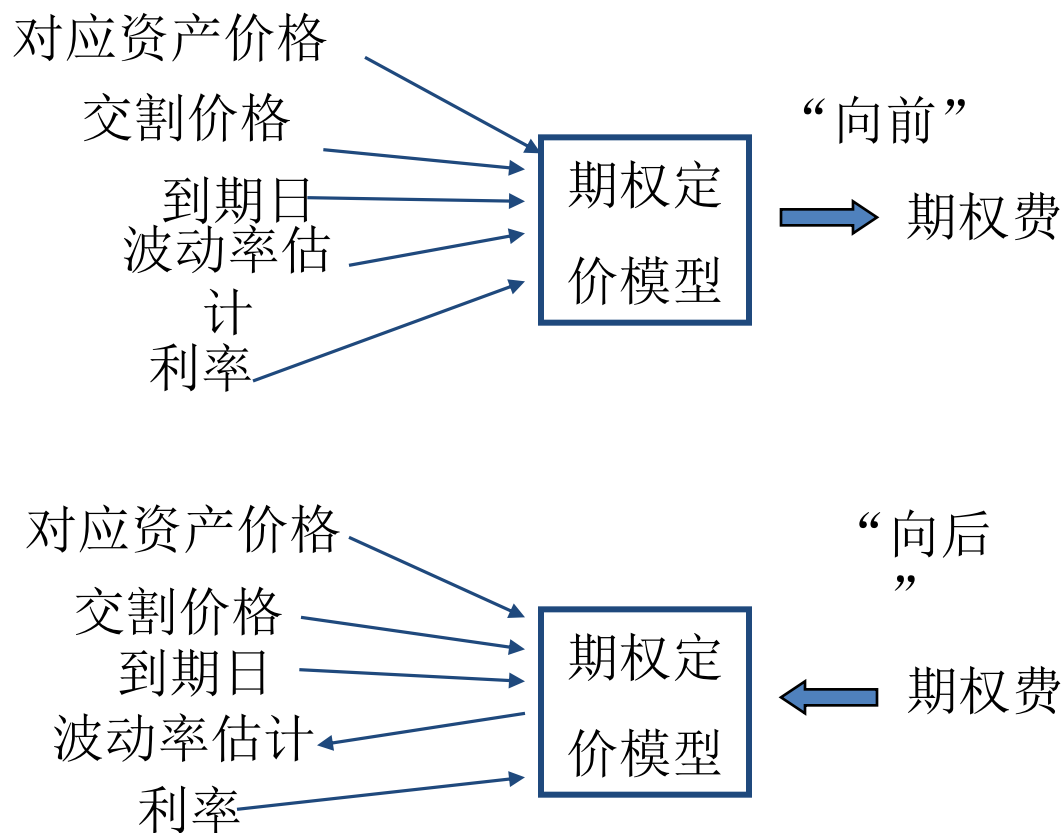 对应资产价格
交割价格
到期日
波动率估
计
利率
期权定
价模型
“向前”
期权费
对应资产价格
交割价格
到期日
波动率估计
利率
期权定
价模型
“向后
”
期权费